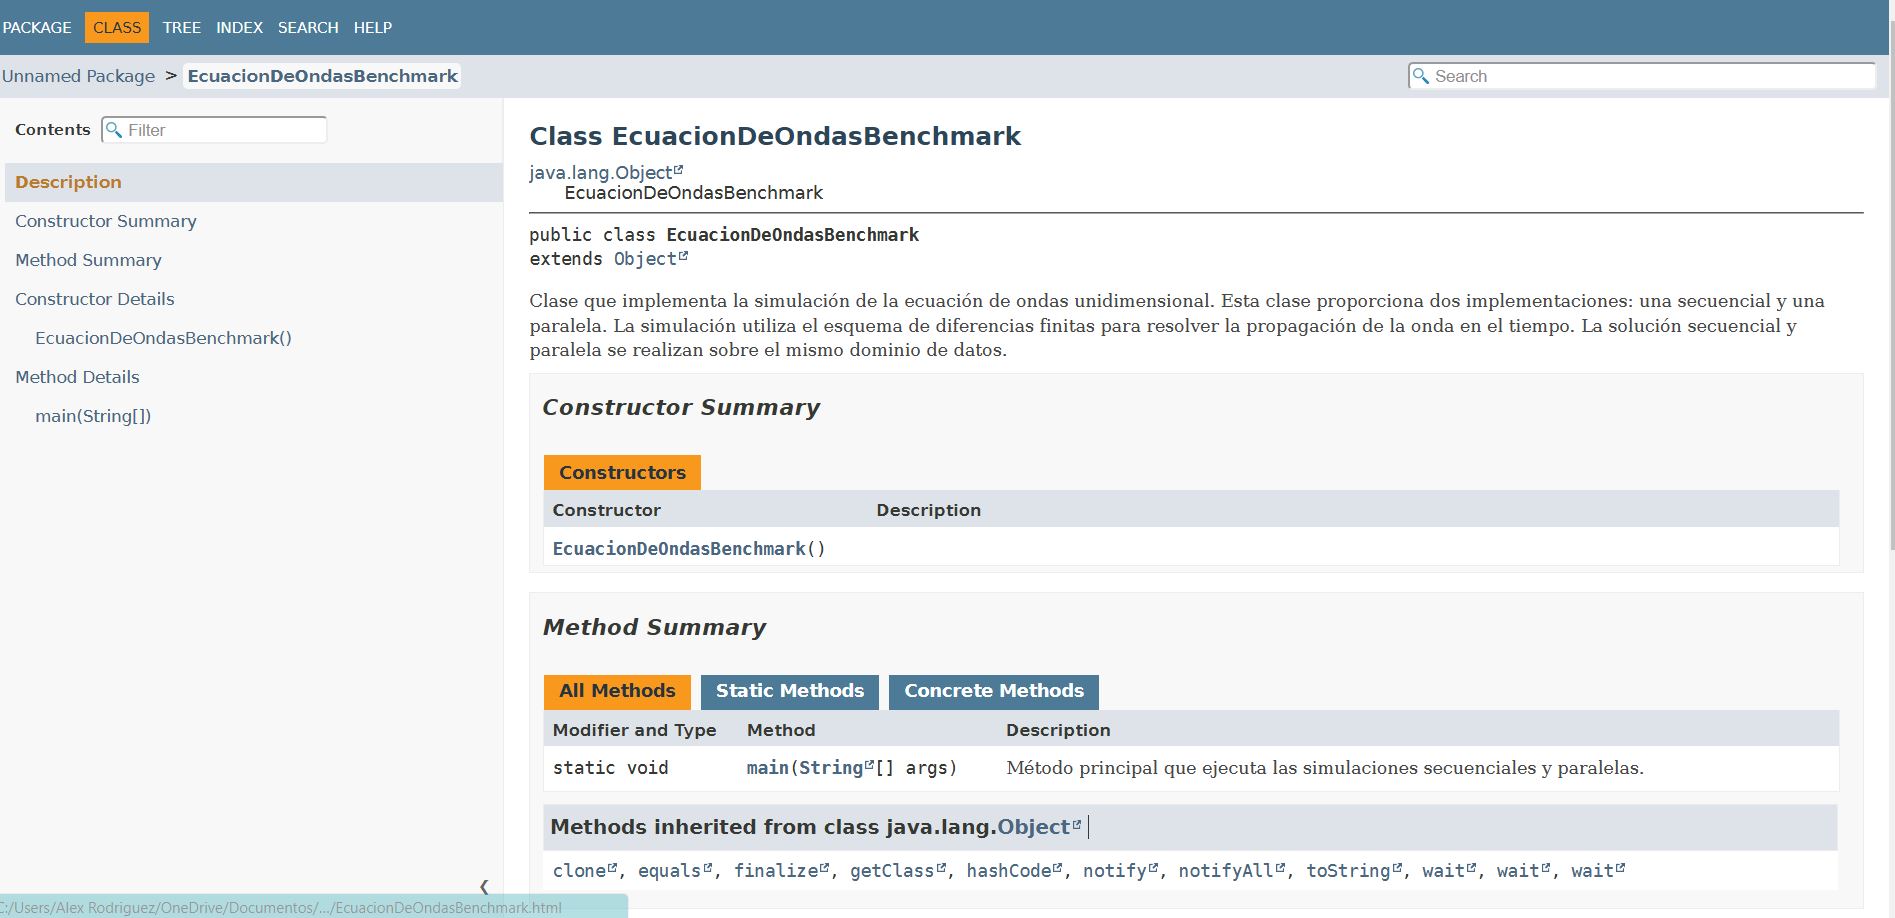 PACKAGE CLASS TREE INDEX SEARCH HELP
Unnamed Package > EcuacionDeOndasBenchmark
Search
Contents
Filter
Description
Constructor Summary
Method Summary
Constructor Details
EcuacionDeOndasBenchmark()
Method Details
main(String[])
Class EcuacionDeOndasBenchmark
java.lang.Object
EcuacionDeOndasBenchmark
public class EcuacionDeOndasBenchmark
extends Object
Clase que implementa la simulación de la ecuación de ondas unidimensional. Esta clase proporciona dos implementaciones: una secuencial y una
paralela. La simulación utiliza el esquema de diferencias finitas para resolver la propagación de la onda en el tiempo. La solución secuencial y
paralela se realizan sobre el mismo dominio de datos.
Constructor Summary
Constructors
Constructor Description
EcuacionDeOndasBenchmark()
Method Summary
All Methods Static Methods Concrete Methods
Modifier and Type Method Description
static void main(String[] args) Método principal que ejecuta las simulaciones secuenciales y paralelas.
Methods inherited from class java.lang.Object
clone, equals, finalize, getClass, hashCode, notify, notifyAll, toString, wait, wait, wait
C:/Users/Alex Rodriguez/OneDrive/Documentos/.../EcuacionDeOndasBenchmark.html